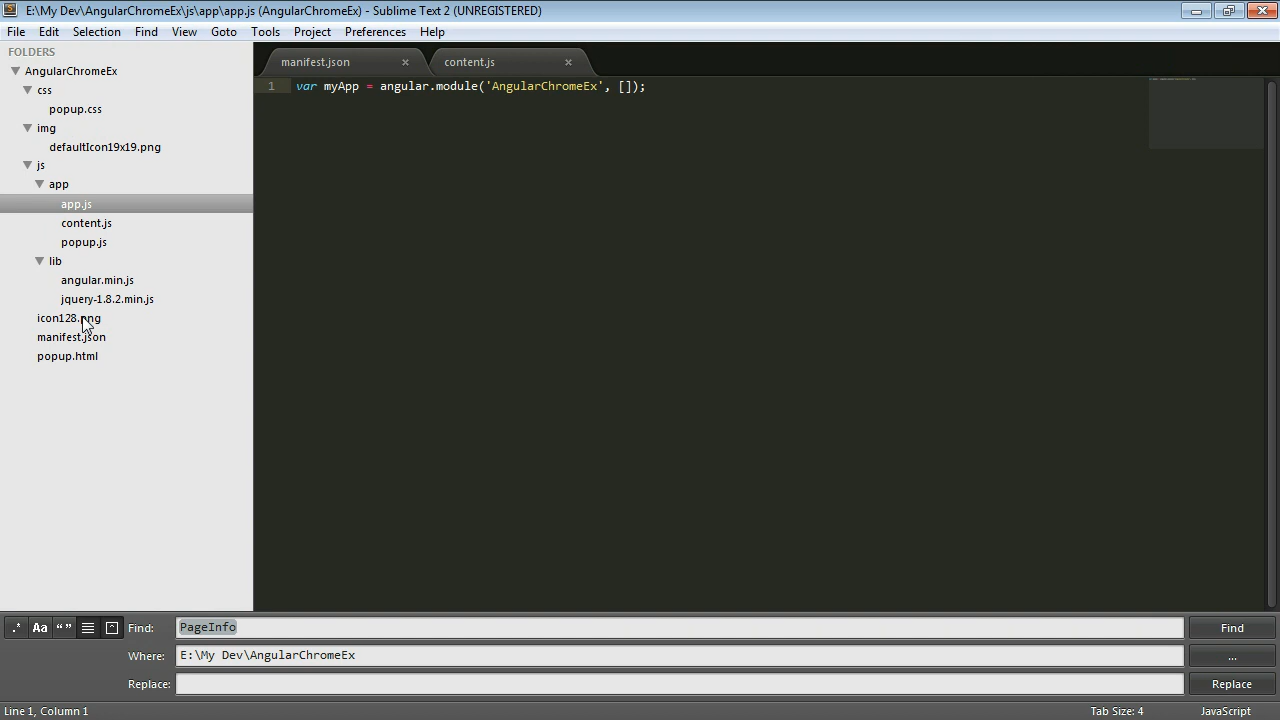 E:\My Dev\AngularChromeEx\js\app\app.js (AngularChromeEx) - Sublime Text 2 (UNREGISTERED)
File Edit Selection Find View Goto Tools Project Preferences Help
FOLDERS
AngularChromeEx
css
popup.css
img
defaultIcon19x19.png
js
app
app.js
content.js
popup.js
lib
angular.min.js
jquery-1.8.2.min.js
icon128.png
manifest.json
popup.html
manifest.json × content.js ×
1 var myApp = angular.module('AngularChromeEx', []);
.* Aa “” Find: PageInfo Find
Where: E:\My Dev\AngularChromeEx ...
Replace: Replace
Line 1, Column 1 Tab Size: 4 JavaScript